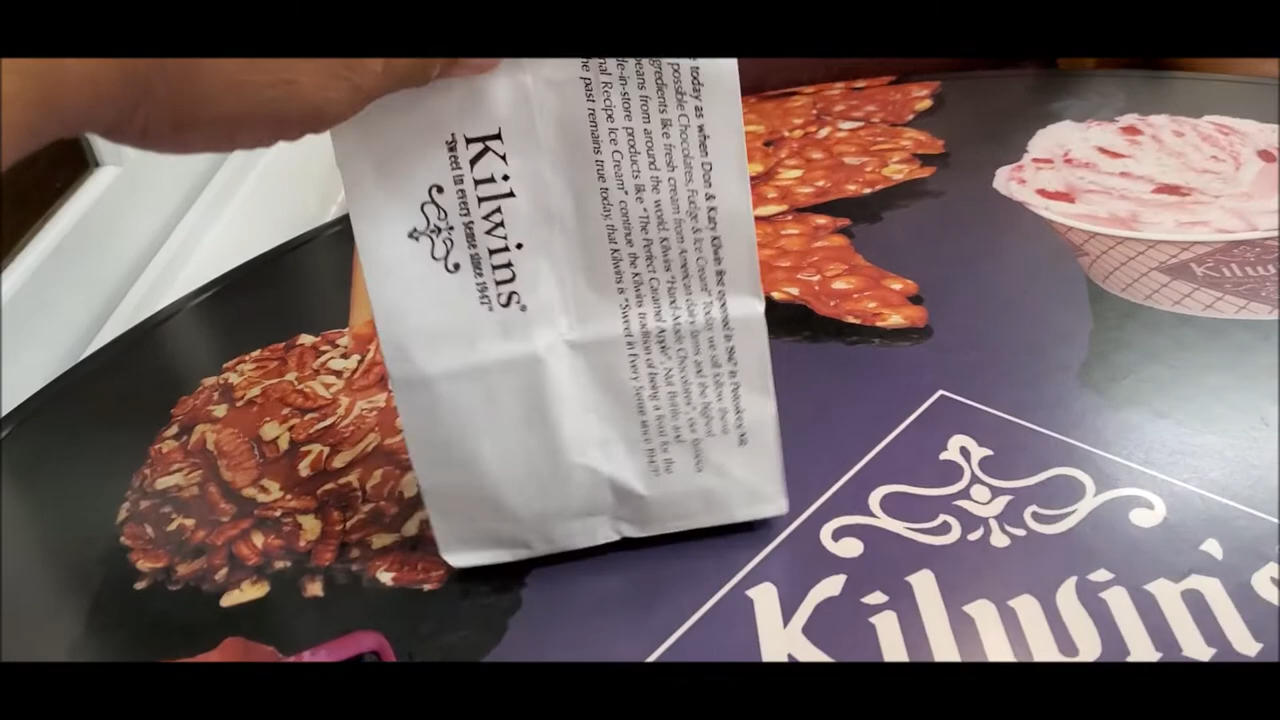 today as when Don & Katy Kilwin first opened in 1947 in Petoskey, MI.
possible Chocolates, Fudge & Ice Cream" Today we still follow these
gredients like fresh cream from American dairy farms and the highest
eans from around the world. Kilwins "Hand-Made Chocolates", our famous
de-in-store products like "The Perfect Caramel Apple", Nut Brittle and
nal Recipe Ice Cream" continue the Kilwins tradition of being a treat for the
he past remains true today, that Kilwins is "Sweet in Every Sense since 1947"
Kilwins®
"Sweet in every sense since 1947"
Kilw
Kilwin's